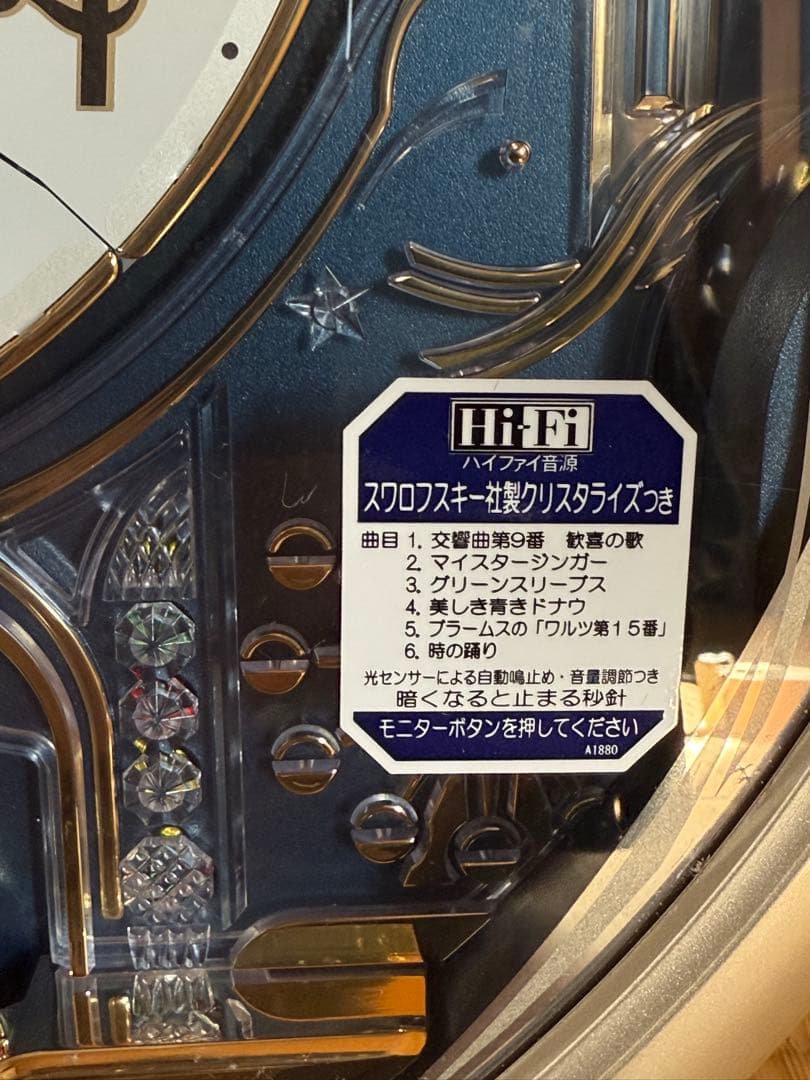 Hi-Fi
ハイファイ音源
スワロフスキー社製クリスタライズつき
曲目 1. 交響曲第9番　歓喜の歌
2. マイスタージンガー
3. グリーンスリーブス
4. 美しき青きドナウ
5. ブラームスの「ワルツ第15番」
6. 時の踊り
光センサーによる自動鳴止め・音量調節つき
暗くなると止まる秒針
モニターボタンを押してください
A1880